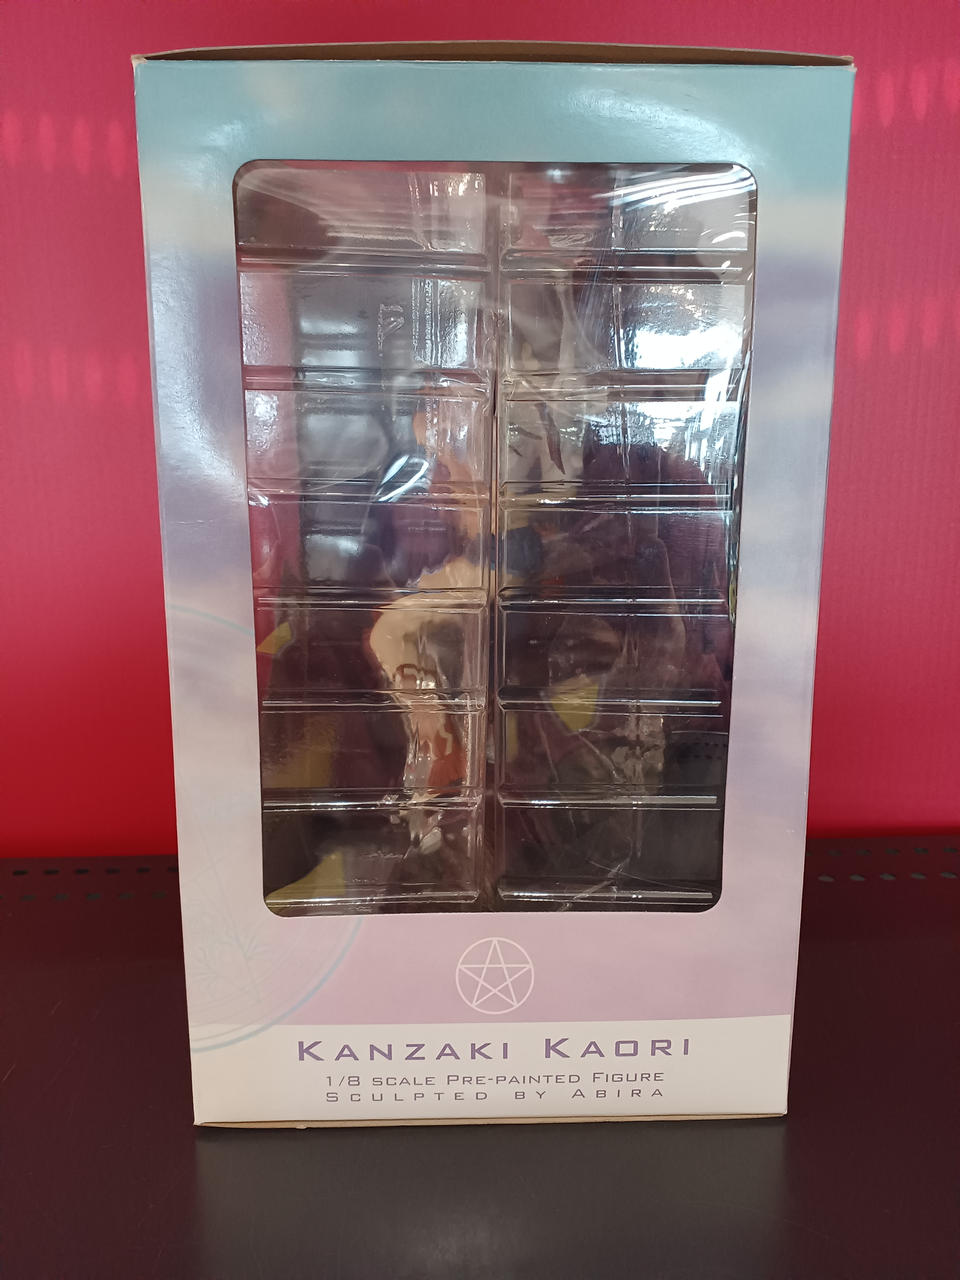 KANZAKI KAORI
1/8 SCALE PRE-PAINTED FIGURE
SCULPTED BY ABIRA